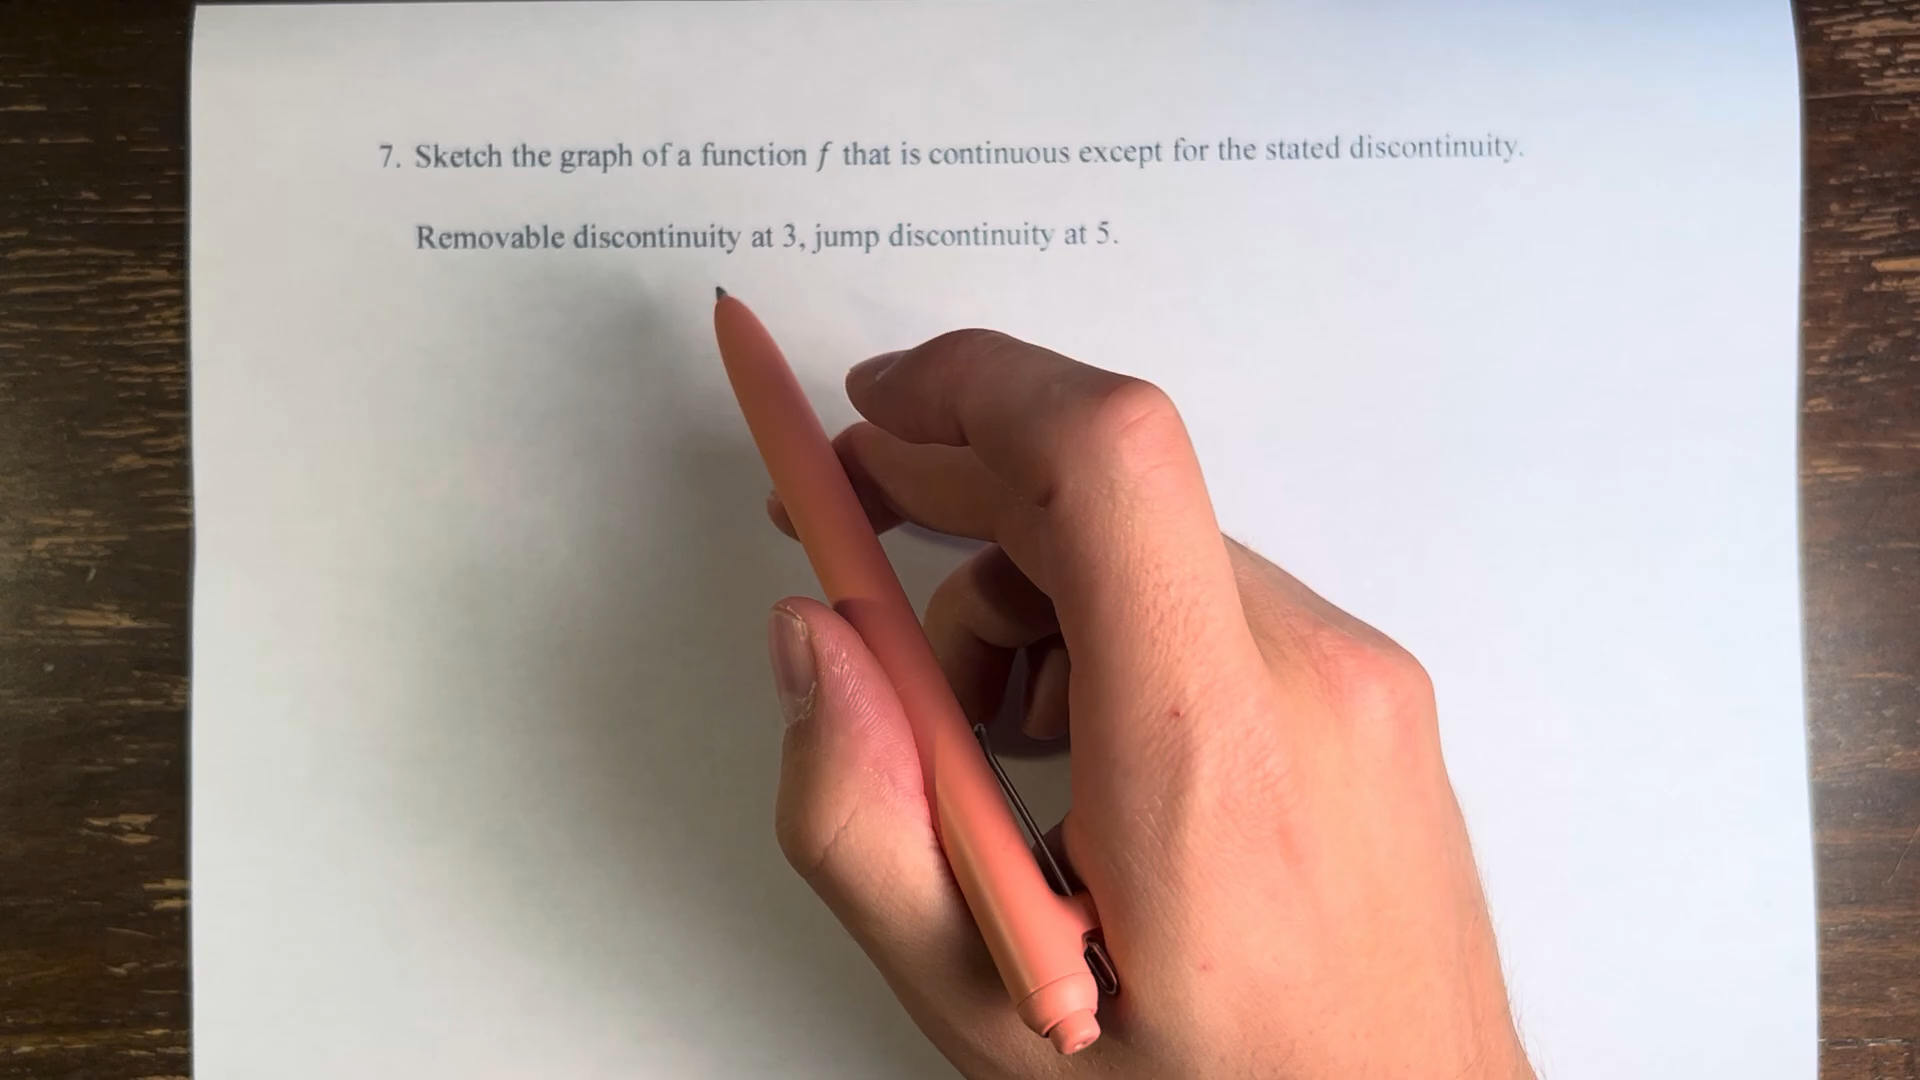 7. Sketch the graph of a function f that is continuous except for the stated discontinuity.
Removable discontinuity at 3, jump discontinuity at 5.